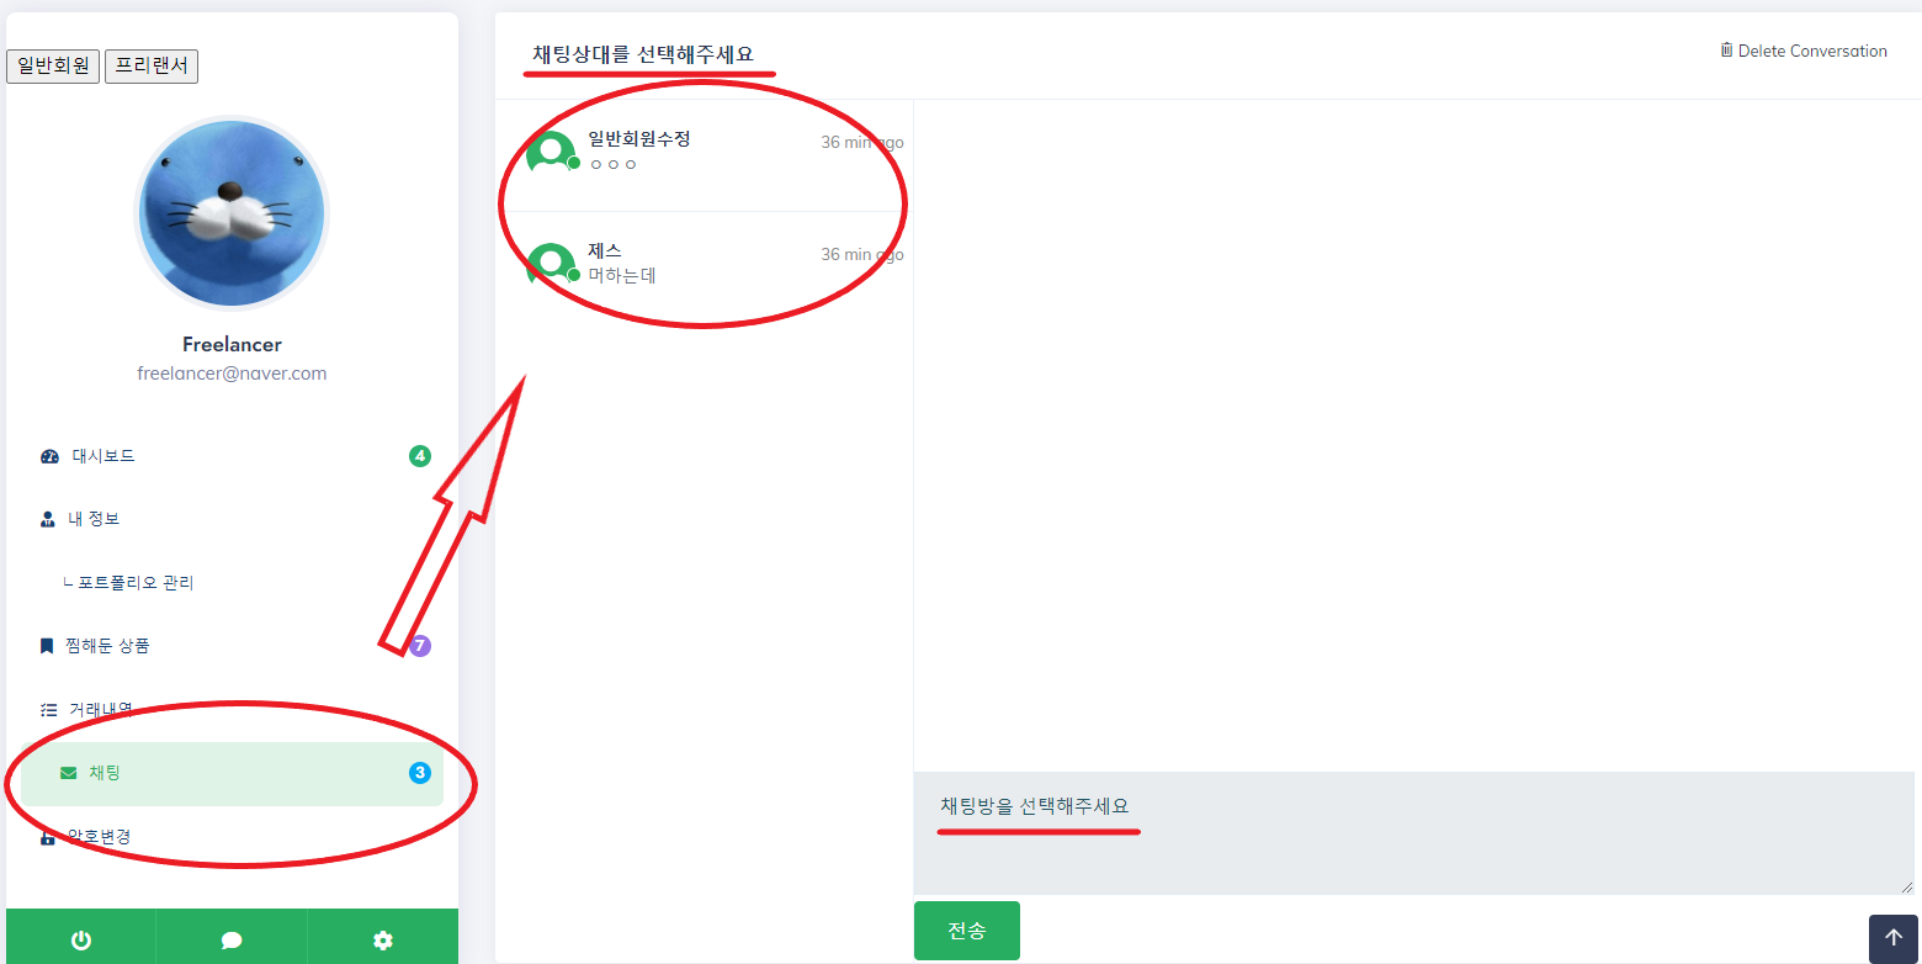 일반회원 프리랜서
Freelancer
freelancer@naver.com
대시보드 4
내 정보
ㄴ포트폴리오 관리
찜해둔 상품 7
거래내역
채팅 3
암호변경
채팅상대를 선택해주세요
Delete Conversation
일반회원수정 36 min ago
ㅇㅇㅇ
제스 36 min ago
머하는데
채팅방을 선택해주세요
전송